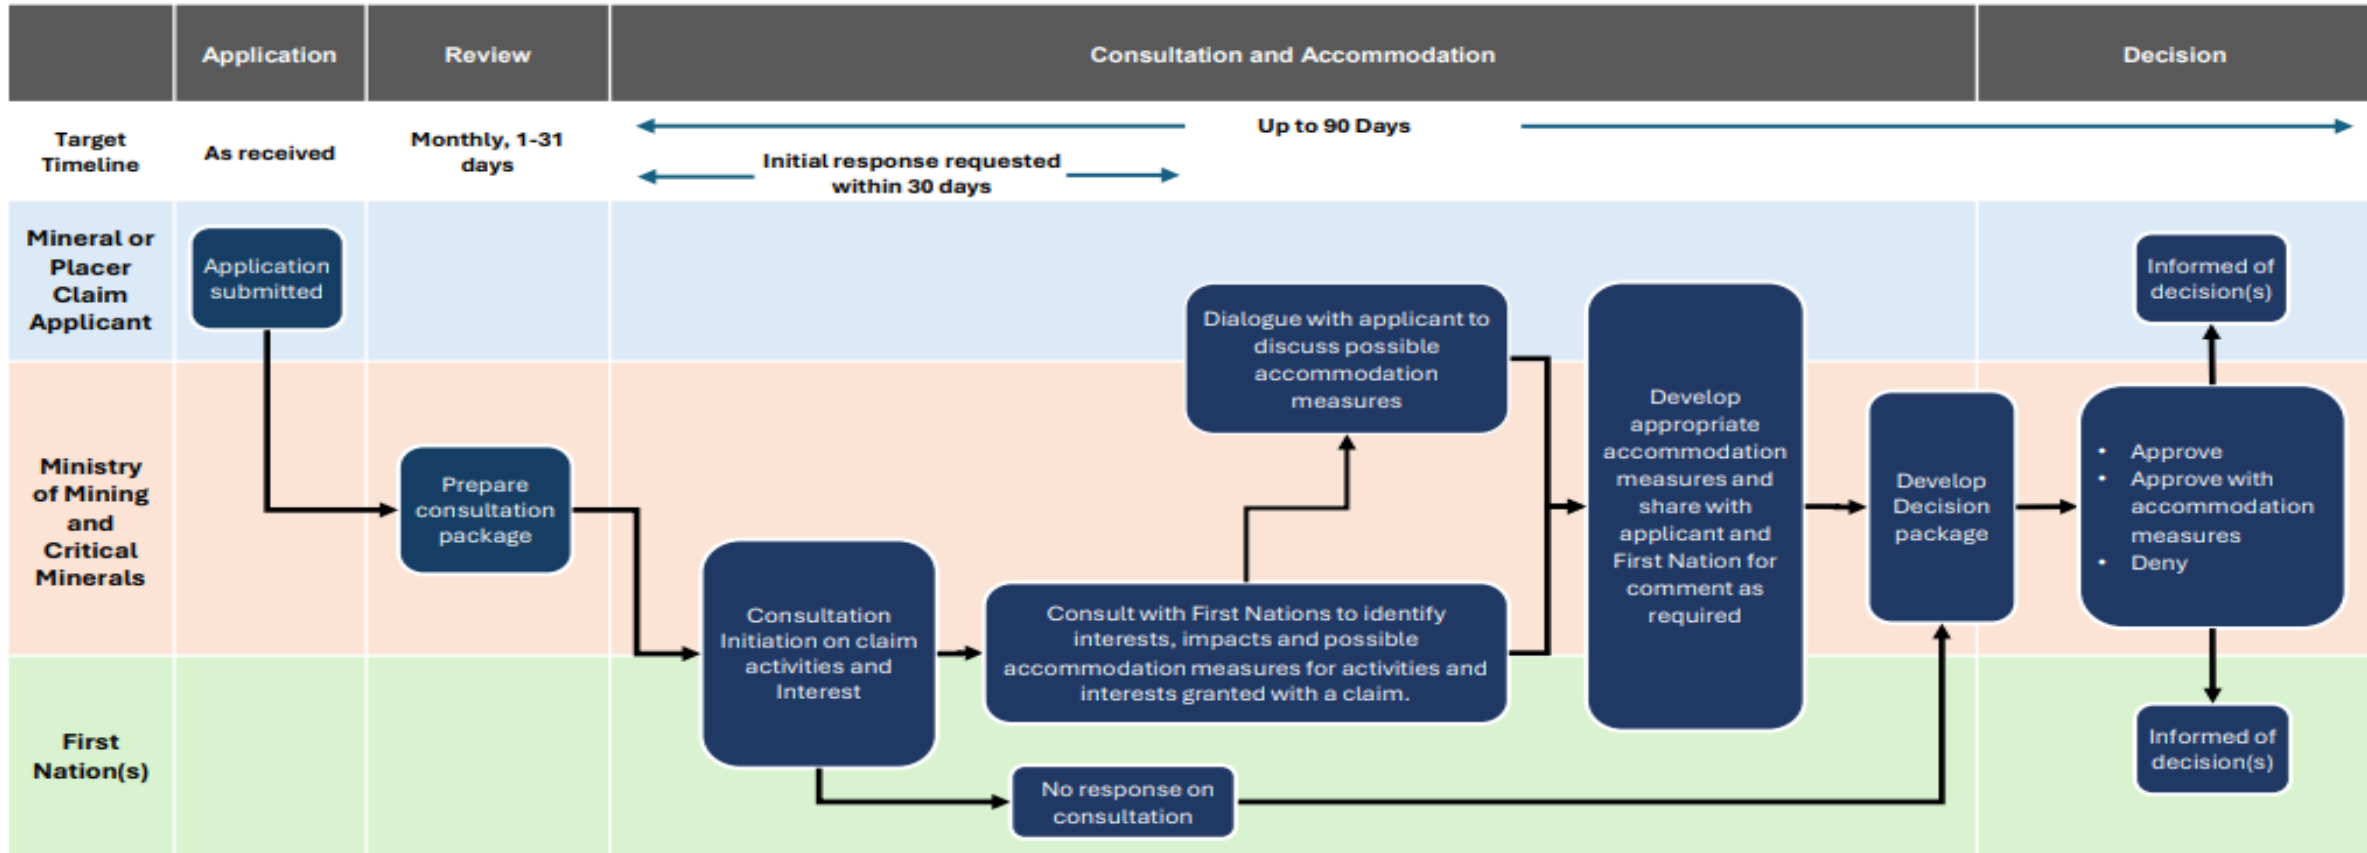 Application
Review
Consultation and Accommodation
Decision
Target
Timeline
As received
Monthly, 1-31
days
Up to 90 Days
Initial response requested
within 30 days
Mineral or
Placer
Claim
Applicant
Application
submitted
Dialogue with applicant to
discuss possible
accommodation
measures
Informed of
decision(s)
Ministry
of Mining
and
Critical
Minerals
Prepare
consultation
package
Consultation
Initiation on claim
activities and
Interest
Consult with First Nations to identify
interests, impacts and possible
accommodation measures for activities and
interests granted with a claim.
Develop
appropriate
accommodation
measures and
share with
applicant and
First Nation for
comment as
required
Develop
Decision
package
• Approve
• Approve with
accommodation
measures
• Deny
First
Nation(s)
No response on
consultation
Informed of
decision(s)